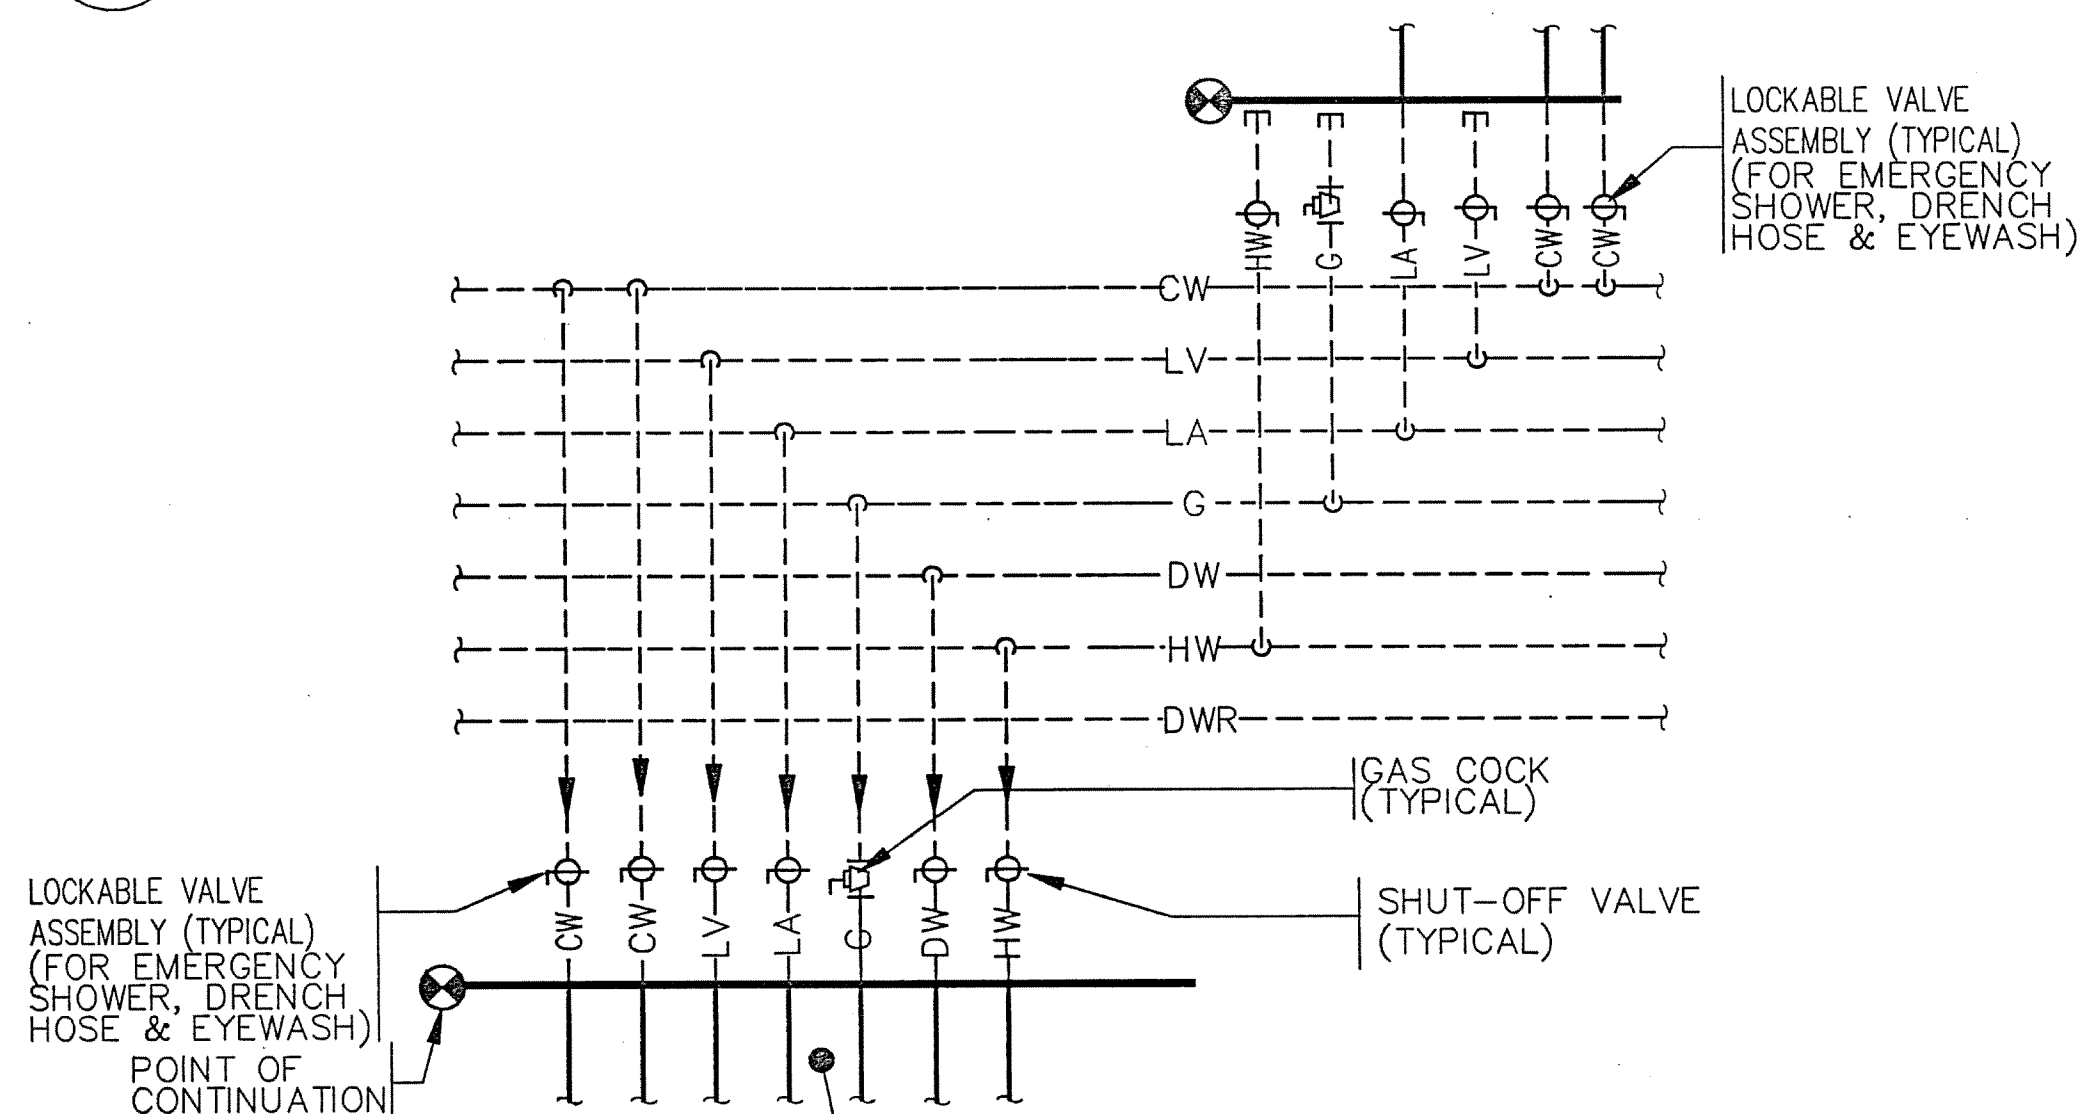 LOCKABLE VALVE
ASSEMBLY (TYPICAL)
(FOR EMERGENCY
SHOWER, DRENCH
HOSE & EYEWASH)
HW
G
LA
LV
CW
CW
CW
LV
LA
G
DW
HW
DWR
GAS COCK
(TYPICAL)
SHUT-OFF VALVE
(TYPICAL)
LOCKABLE VALVE
ASSEMBLY (TYPICAL)
(FOR EMERGENCY
SHOWER, DRENCH
HOSE & EYEWASH)
CW
CW
LV
LA
G
DW
HW
POINT OF
CONTINUATION